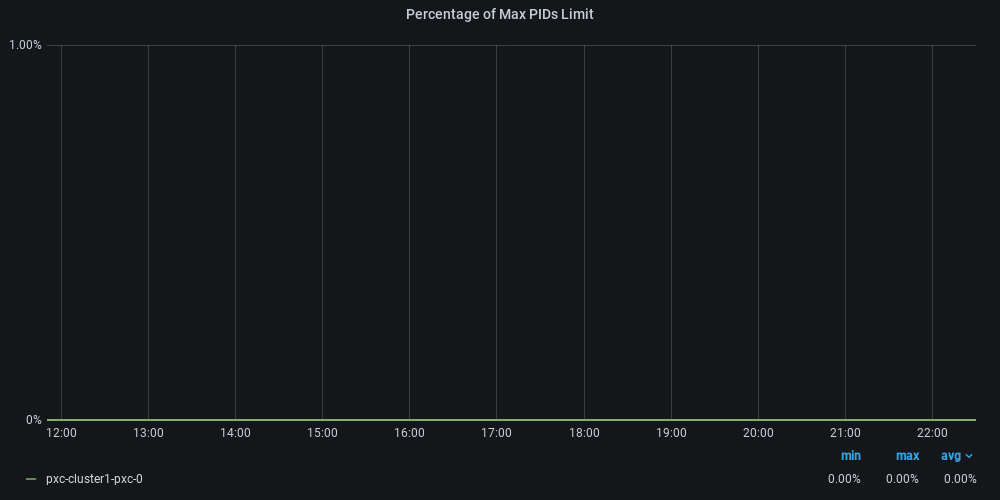 Percentage of Max PIDs Limit
1.00%
0%
12:00 13:00 14:00 15:00 16:00 17:00 18:00 19:00 20:00 21:00 22:00
min max avg
pxc-cluster1-pxc-0 0.00% 0.00% 0.00%